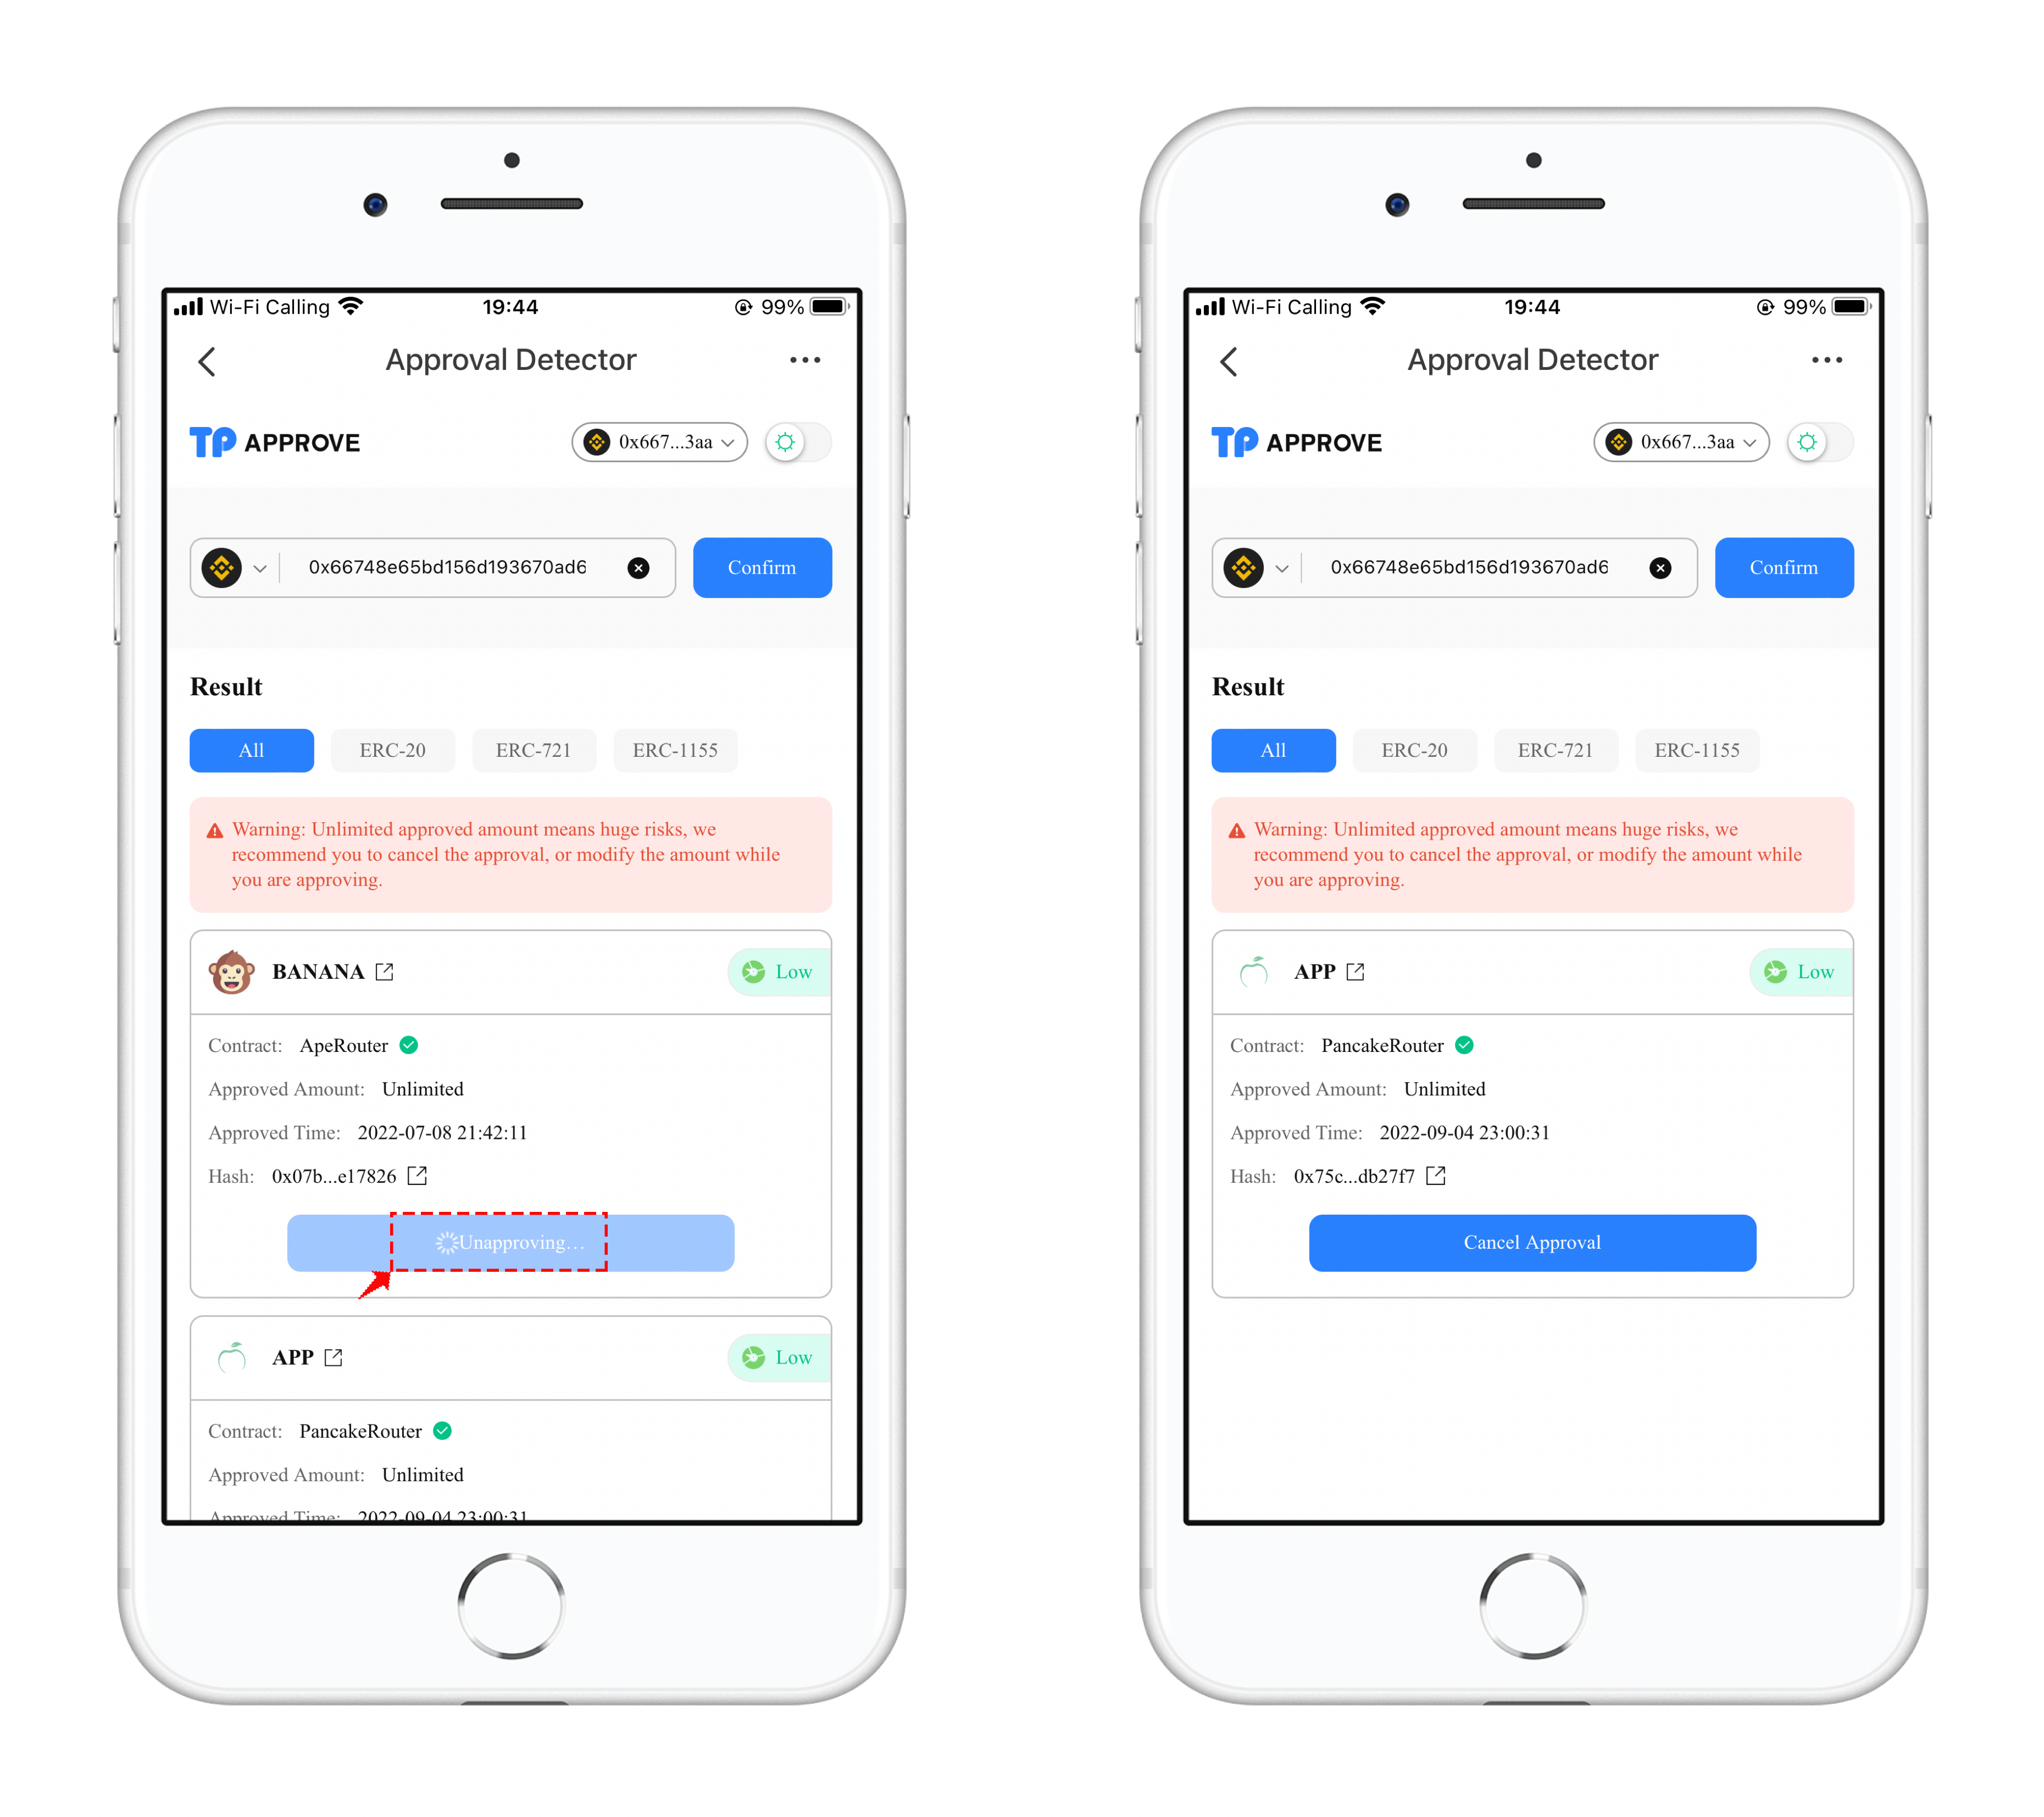 Wi-Fi Calling 19:44 99%
Approval Detector
TP APPROVE 0x667...3aa
0x66748e65bd156d193670ad6 Confirm
Result
All ERC-20 ERC-721 ERC-1155
Warning: Unlimited approved amount means huge risks, we
recommend you to cancel the approval, or modify the amount while
you are approving.
BANANA Low
Contract: ApeRouter
Approved Amount: Unlimited
Approved Time: 2022-07-08 21:42:11
Hash: 0x07b...e17826
Unapproving...
APP Low
Contract: PancakeRouter
Approved Amount: Unlimited
Approved Time: 2022-09-04 23:00:31
Wi-Fi Calling 19:44 99%
Approval Detector
TP APPROVE 0x667...3aa
0x66748e65bd156d193670ad6 Confirm
Result
All ERC-20 ERC-721 ERC-1155
Warning: Unlimited approved amount means huge risks, we
recommend you to cancel the approval, or modify the amount while
you are approving.
APP Low
Contract: PancakeRouter
Approved Amount: Unlimited
Approved Time: 2022-09-04 23:00:31
Hash: 0x75c...db27f7
Cancel Approval